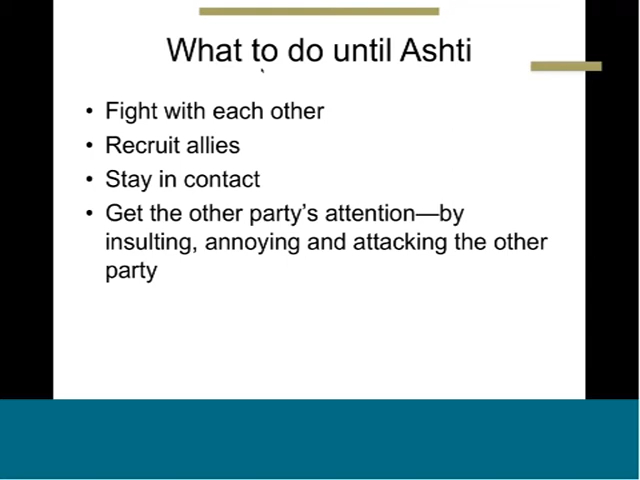 What to do until Ashti
• Fight with each other
• Recruit allies
• Stay in contact
• Get the other party’s attention—by
insulting, annoying and attacking the other
party